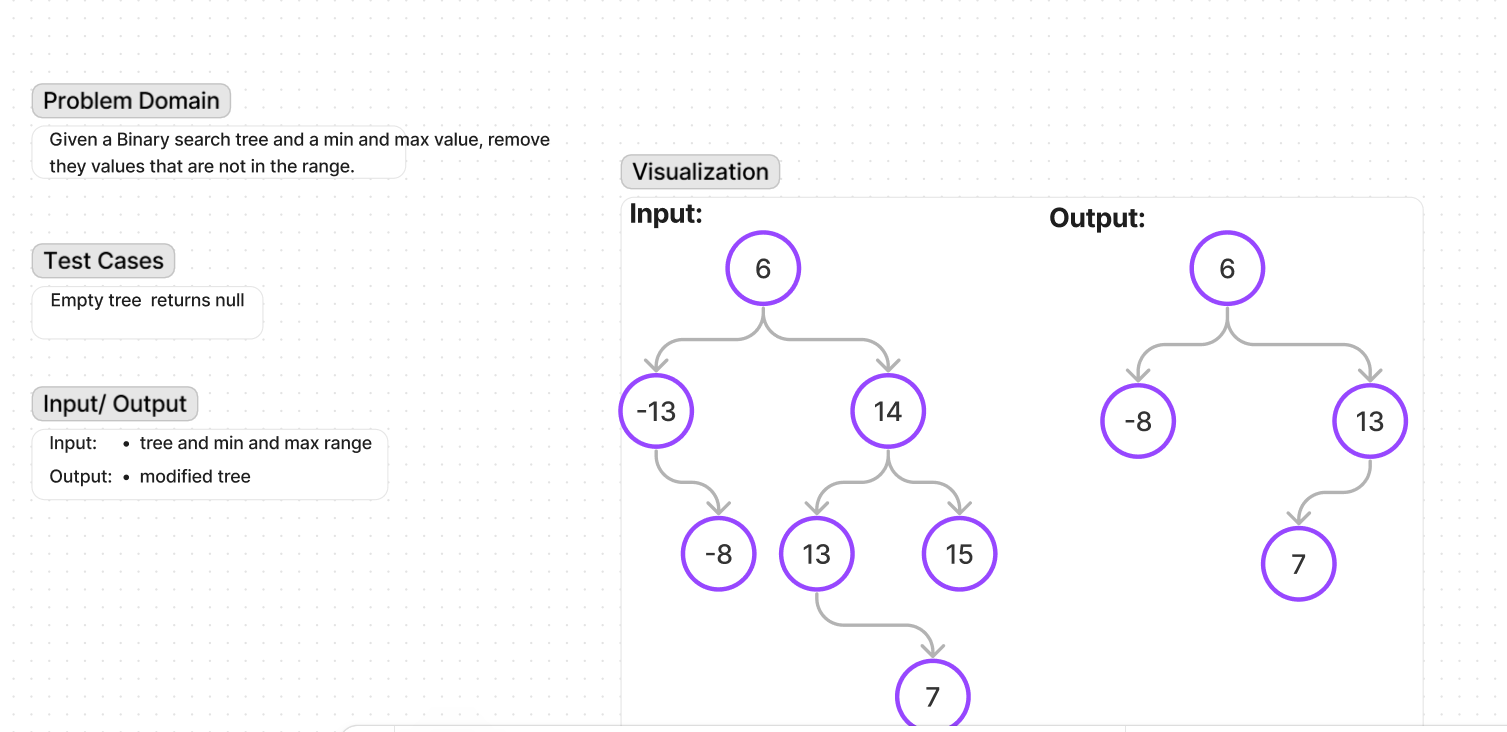 Problem Domain
Given a Binary search tree and a min and max value, remove
they values that are not in the range.
Test Cases
Empty tree returns null
Input/ Output
Input: • tree and min and max range
Output: • modified tree
Visualization
Input:
6
-13
14
-8
13
15
7
Output:
6
-8
13
7